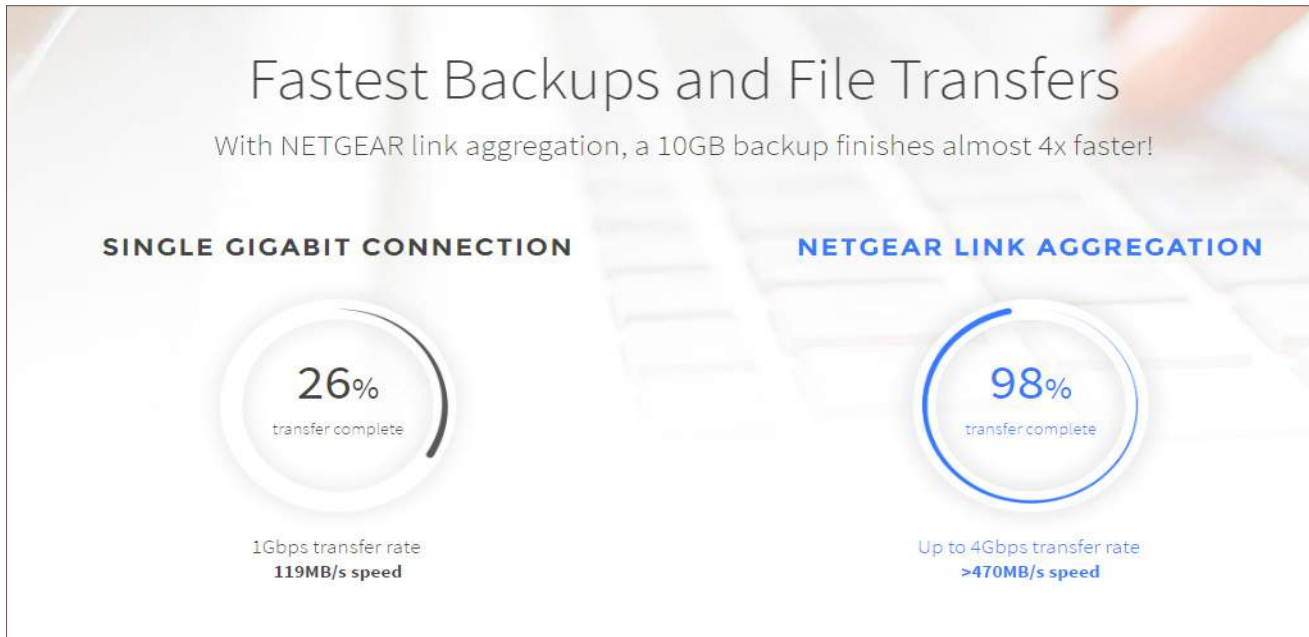 Fastest Backups and File Transfers
With NETGEAR link aggregation, a 10GB backup finishes almost 4x faster!
SINGLE GIGABIT CONNECTION
26%
transfer complete
1Gbps transfer rate
119MB/s speed
NETGEAR LINK AGGREGATION
98%
transfer complete
Up to 4Gbps transfer rate
>470MB/s speed